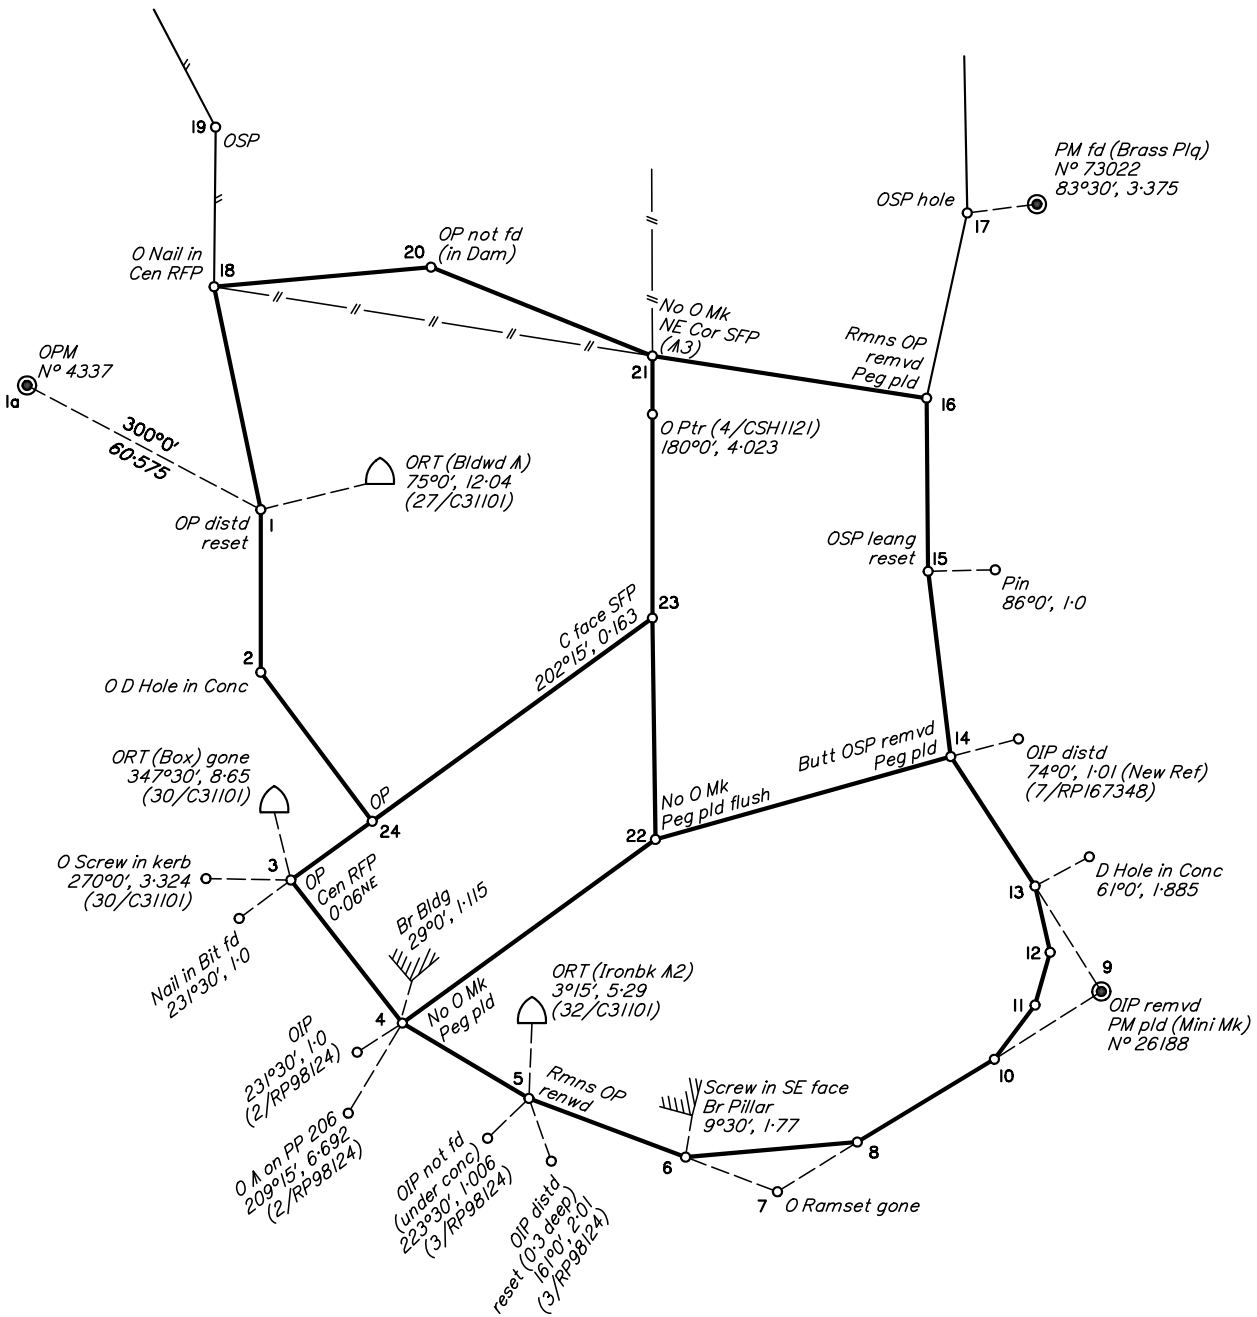 19
OSP
PM fd (Brass Plq)
Nº 73022
83°30', 3·375
OSP hole
17
O Nail in
Cen RFP
18
20
OP not fd
(in Dam)
No O Mk
NE Cor SFP
(/|\3)
21
Rmns OP
remvd
Peg pld
16
OPM
Nº 4337
1a
300°0'
60·575
ORT (Bldwd /|\)
75°0', 12·04
(27/C31101)
OP distd
reset
1
O Ptr (4/CSH1121)
180°0', 4·023
OSP leang
reset
15
Pin
86°0', 1·0
C face SFP
202°15', 0·163
23
2
O D Hole in Conc
ORT (Box) gone
347°30', 8·65
(30/C31101)
OP
24
No O Mk
Peg pld flush
22
Butt OSP remvd
Peg pld
14
OIP distd
74°0', 1·01 (New Ref)
(7/RP167348)
O Screw in kerb
270°0', 3·324
(30/C31101)
3
OP
Cen RFP
0·06NE
Nail in Bit fd
231°30', 1·0
Br Bldg
29°0', 1·115
D Hole in Conc
61°0', 1·885
13
12
11
10
9
OIP remvd
PM pld (Mini Mk)
Nº 26188
4
No O Mk
Peg pld
OIP
231°30', 1·0
(2/RP98124)
O /|\ on PP 206
209°15', 6·692
(2/RP98124)
ORT (Ironbk /|\2)
3°15', 5·29
(32/C31101)
5
Rmns OP
renwd
OIP not fd
(under conc)
223°30', 1·006
(3/RP98124)
OIP distd
reset (0·3 deep)
161°0', 2·01
(3/RP98124)
Screw in SE face
Br Pillar
9°30', 1·77
6
8
7
O Ramset gone